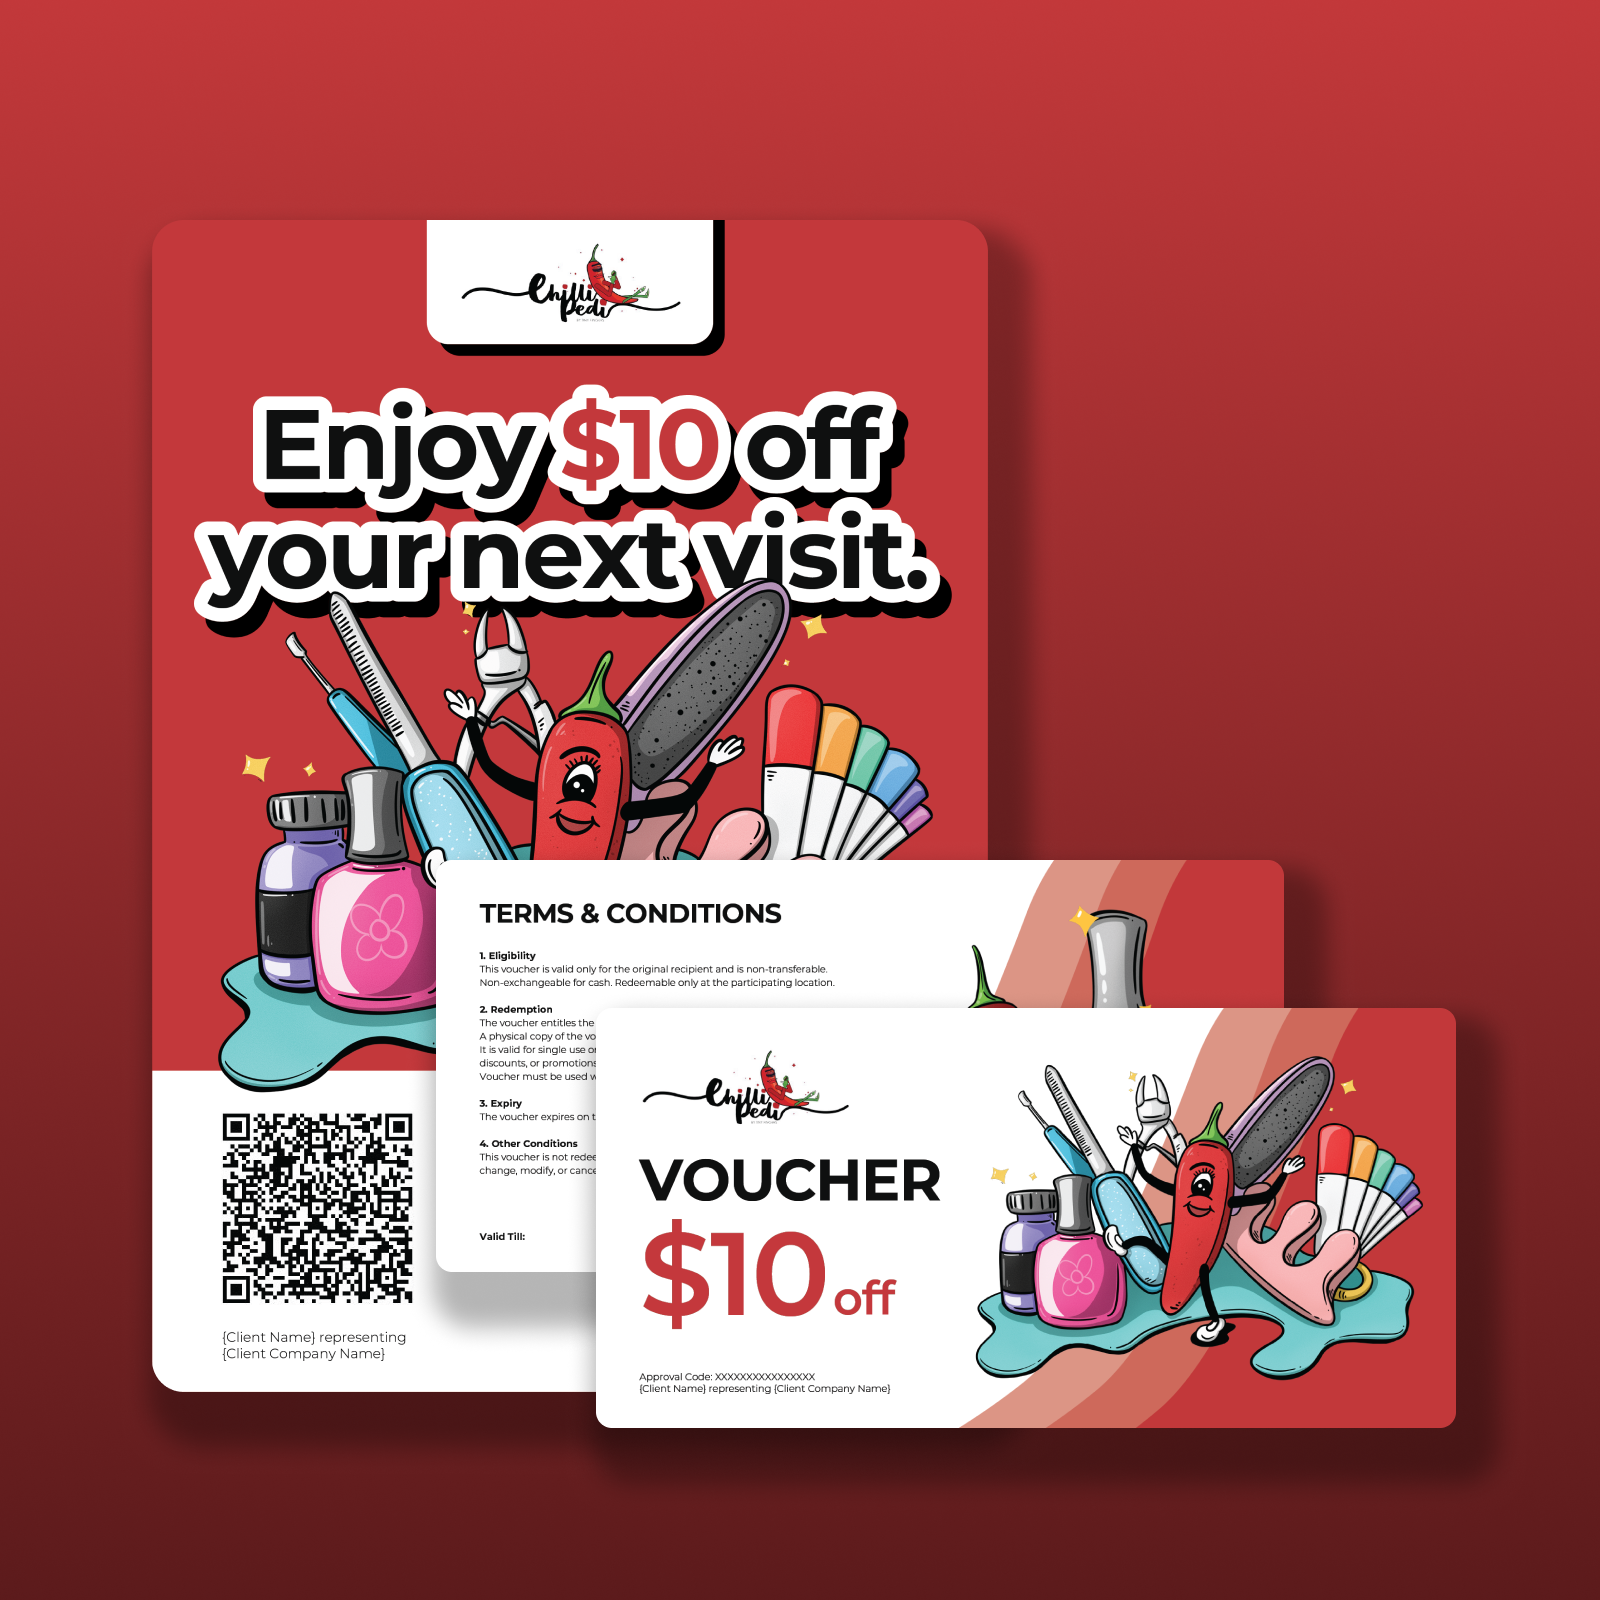 Chilli
Pedi
Enjoy $10 off
your next visit.
{Client Name} representing
{Client Company Name}
TERMS & CONDITIONS
1. Eligibility
This voucher is valid only for the original recipient and is non-transferable.
Non-exchangeable for cash. Redeemable only at the participating location.
2. Redemption
The voucher entitles the
A physical copy of the
It is valid for single use
discounts, or promotions
Voucher must be used
3. Expiry
The voucher expires on
4. Other Conditions
This voucher is not
change, modify, or
Valid Till:
Chilli
Pedi
VOUCHER
$10 off
Approval Code: XXXXXXXXXXXXXXXX
{Client Name} representing {Client Company Name}